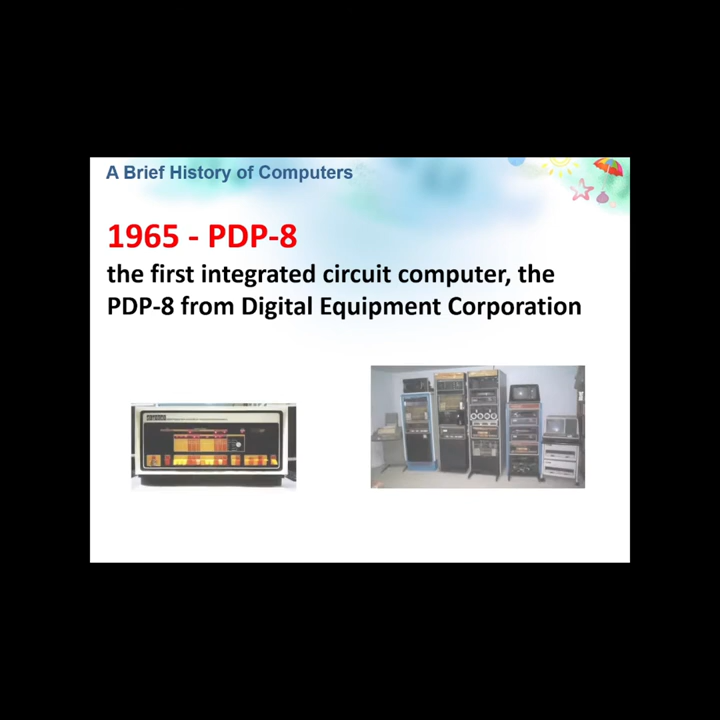 A Brief History of Computers
1965 - PDP-8
the first integrated circuit computer, the
PDP-8 from Digital Equipment Corporation